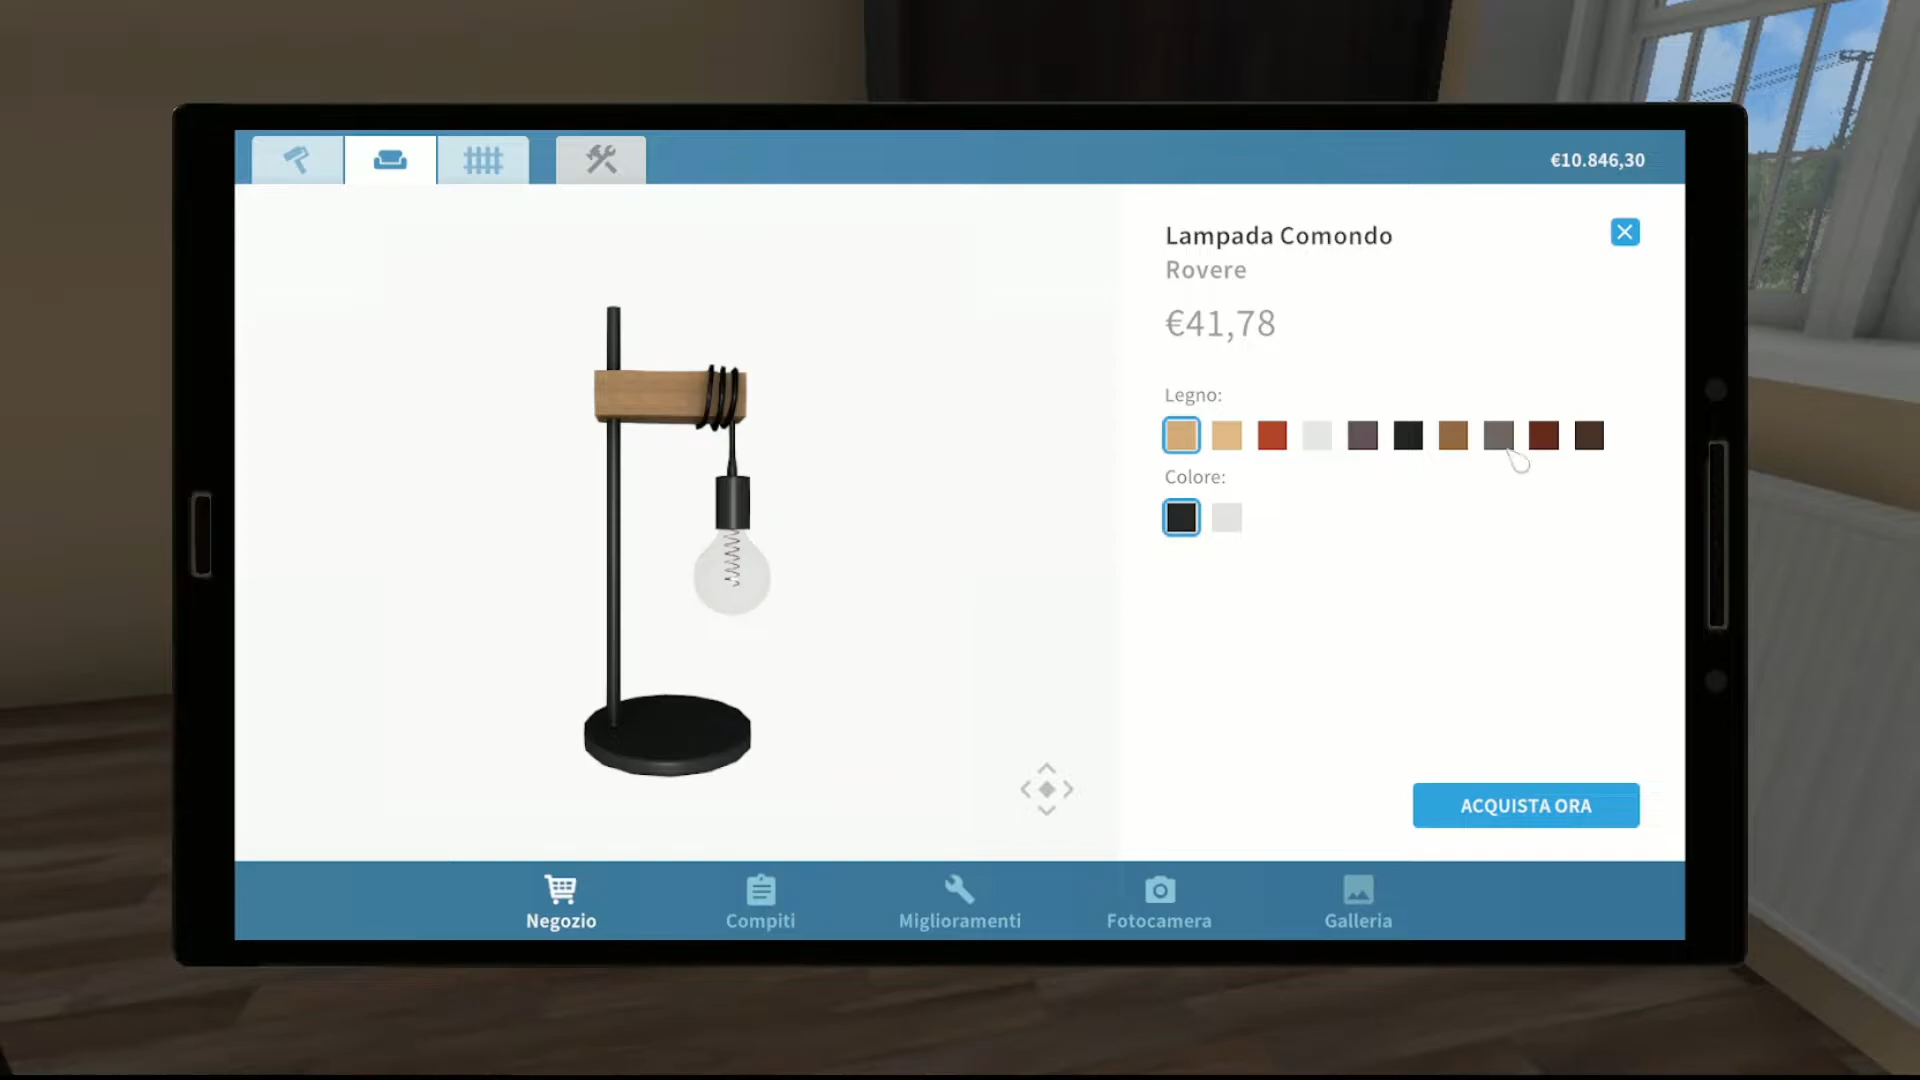 €10.846,30
Lampada Comondo
Rovere
€41,78
Legno:
Colore:
ACQUISTA ORA
Negozio
Compiti
Miglioramenti
Fotocamera
Galleria